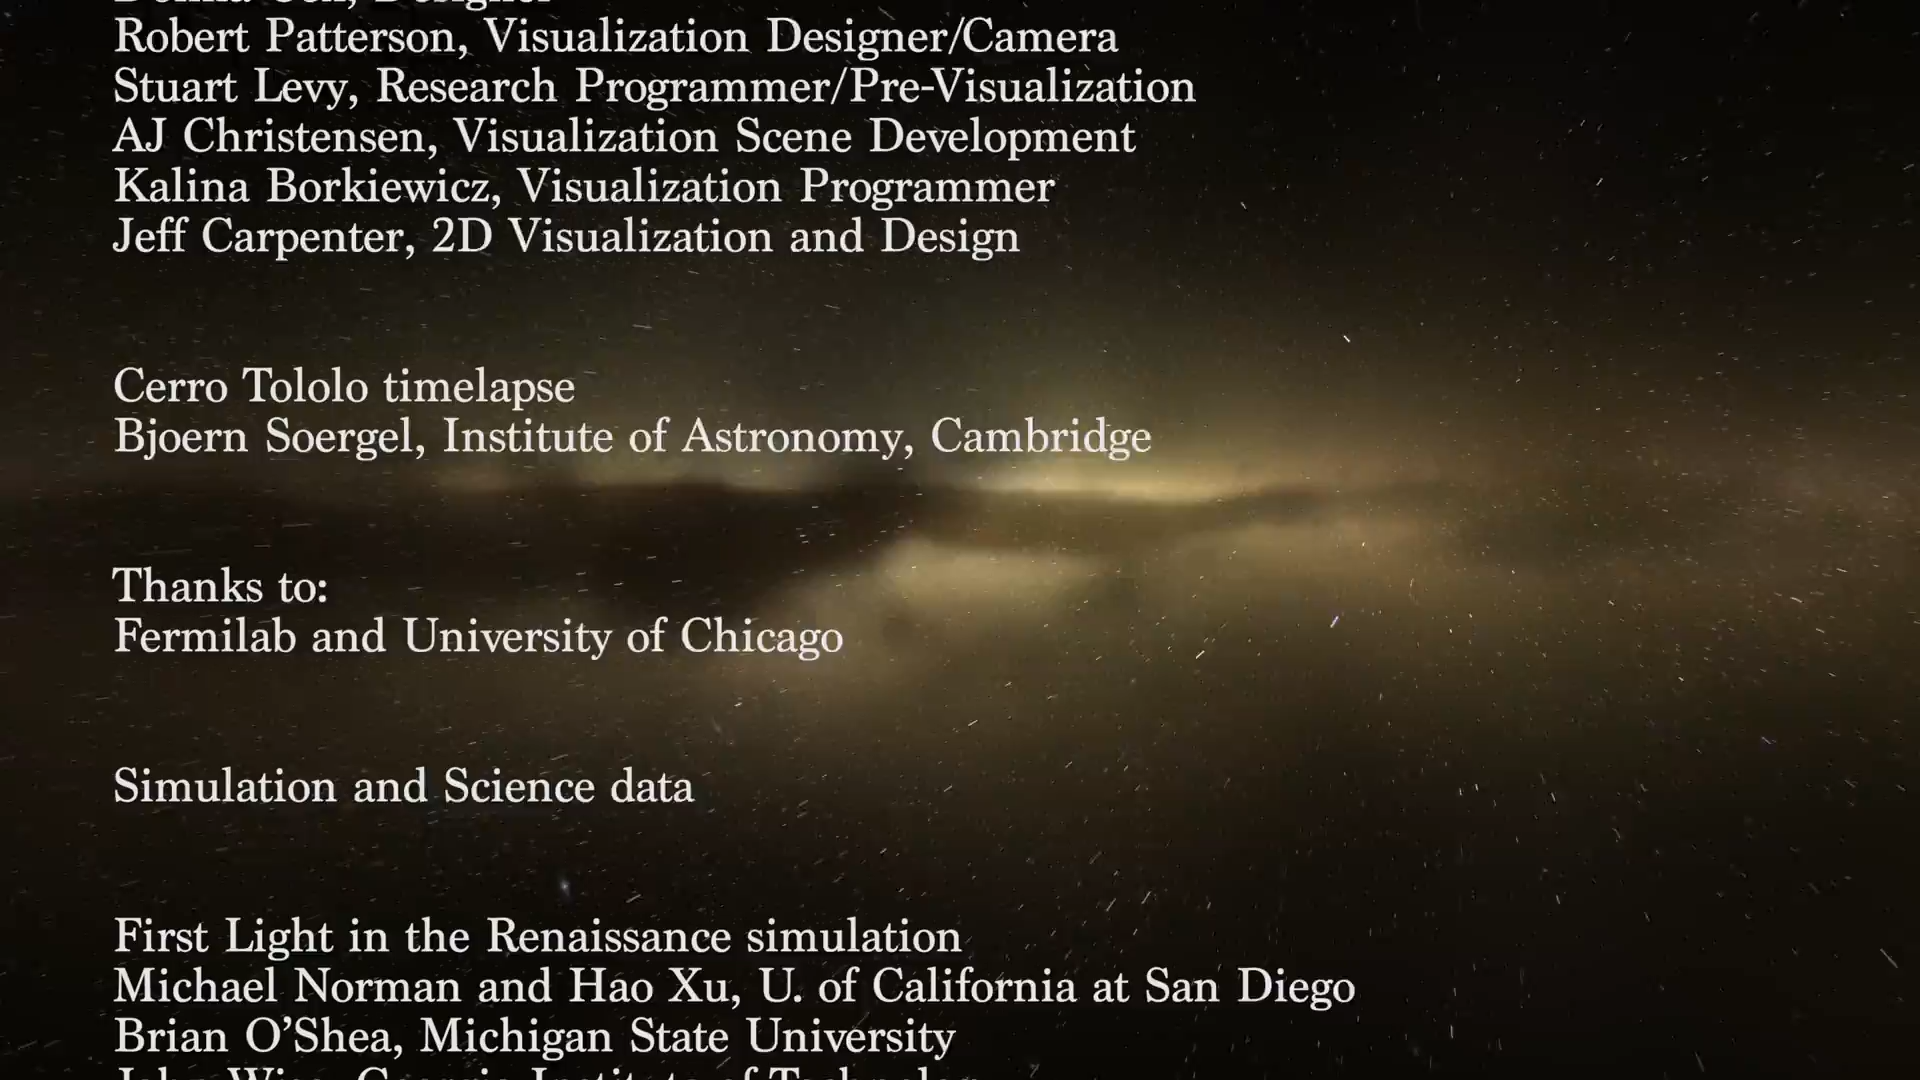 Designer
Robert Patterson, Visualization Designer/Camera
Stuart Levy, Research Programmer/Pre-Visualization
AJ Christensen, Visualization Scene Development
Kalina Borkiewicz, Visualization Programmer
Jeff Carpenter, 2D Visualization and Design
Cerro Tololo timelapse
Bjoern Soergel, Institute of Astronomy, Cambridge
Thanks to:
Fermilab and University of Chicago
Simulation and Science data
First Light in the Renaissance simulation
Michael Norman and Hao Xu, U. of California at San Diego
Brian O’Shea, Michigan State University